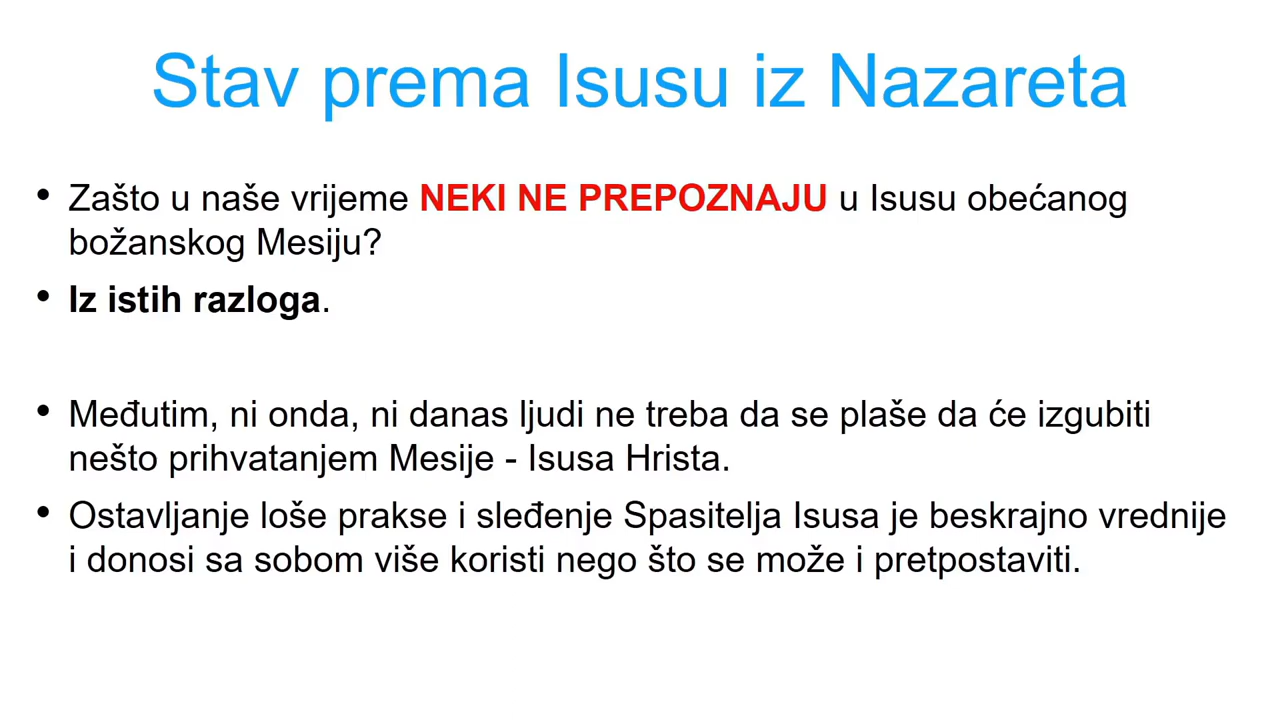 Stav prema Isusu iz Nazareta
• Zašto u naše vrijeme NEKI NE PREPOZNAJU u Isusu obećanog
božanskog Mesiju?
• Iz istih razloga.
• Međutim, ni onda, ni danas ljudi ne treba da se plaše da će izgubiti
nešto prihvatanjem Mesije - Isusa Hrista.
• Ostavljanje loše prakse i sleđenje Spasitelja Isusa je beskrajno vrednije
i donosi sa sobom više koristi nego što se može i pretpostaviti.